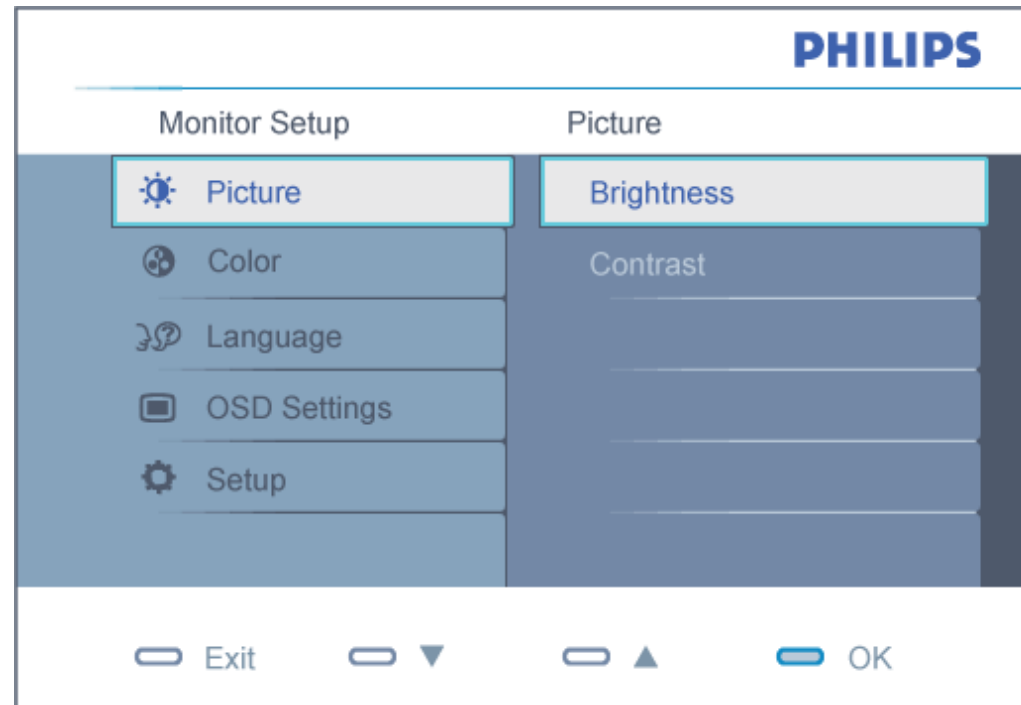 PHILIPS
Monitor Setup Picture
Picture Brightness
Color Contrast
Language
OSD Settings
Setup
Exit ▼ ▲ OK